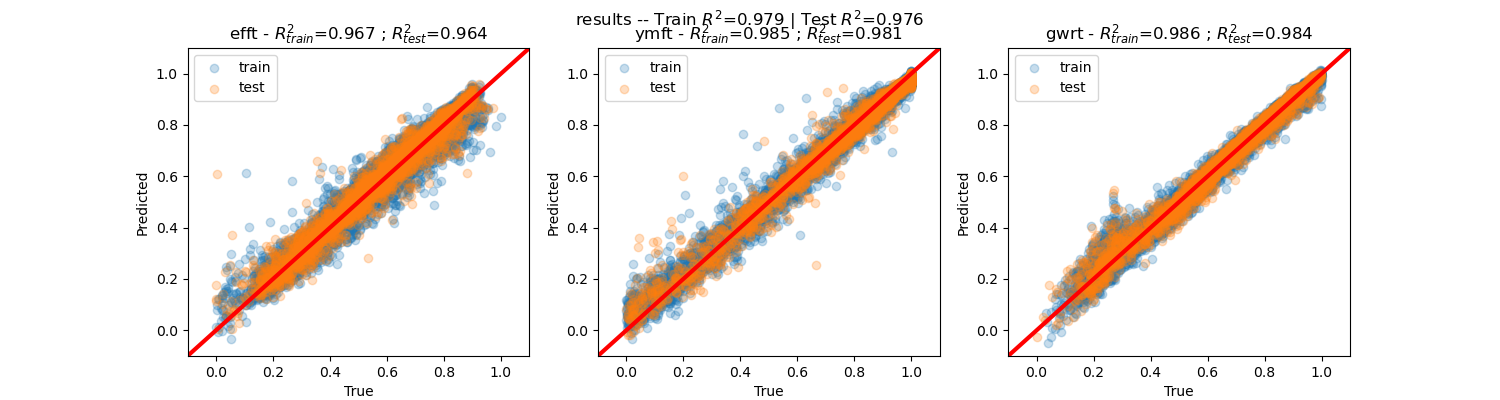 results -- Train R²=0.979 | Test R²=0.976
efft - R²train=0.967 ; R²test=0.964
train
test
1.0
0.8
0.6
0.4
0.2
0.0
Predicted
0.0 0.2 0.4 0.6 0.8 1.0
True
ymft - R²train=0.985 ; R²test=0.981
train
test
1.0
0.8
0.6
0.4
0.2
0.0
Predicted
0.0 0.2 0.4 0.6 0.8 1.0
True
gwrt - R²train=0.986 ; R²test=0.984
train
test
1.0
0.8
0.6
0.4
0.2
0.0
Predicted
0.0 0.2 0.4 0.6 0.8 1.0
True